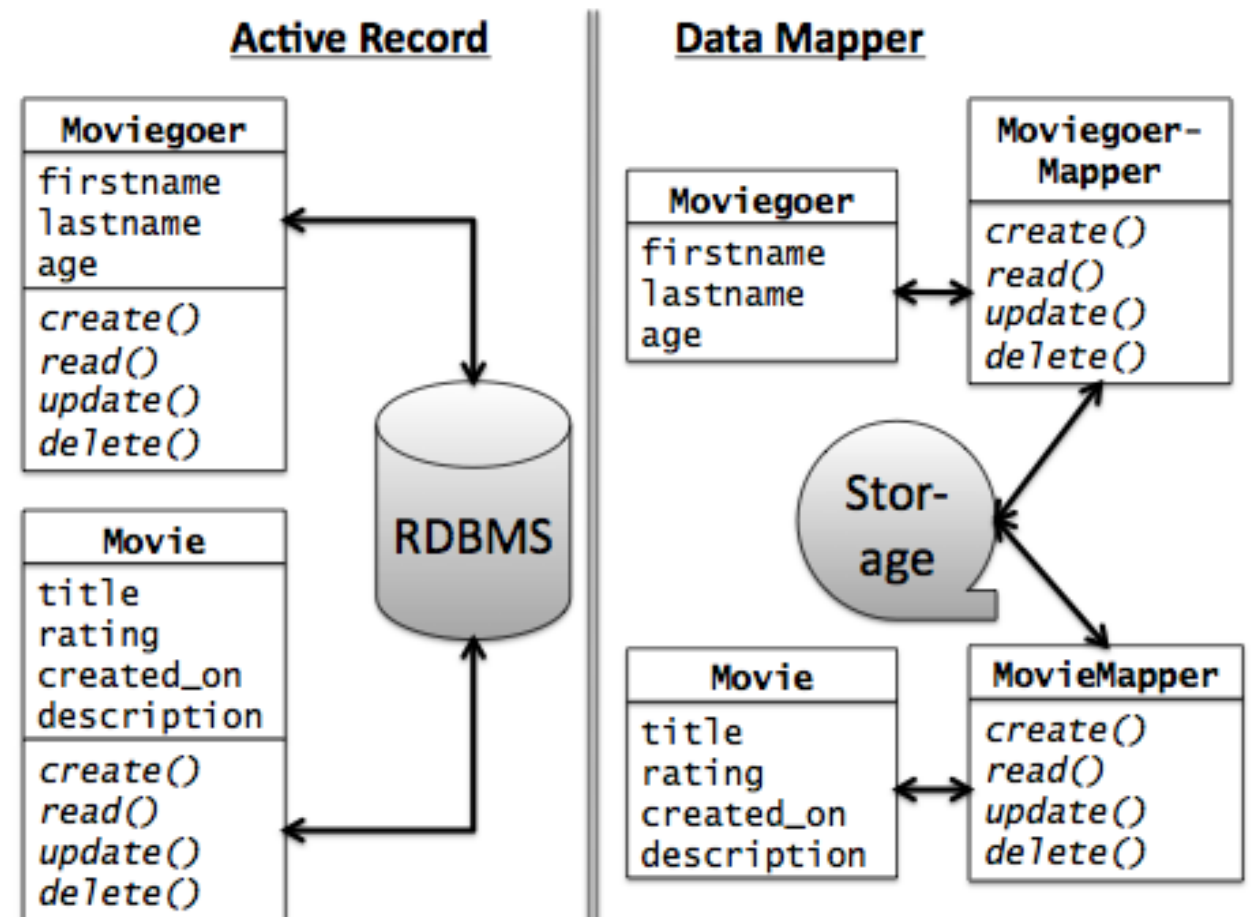 Active Record
Moviegoer
firstname
lastname
age
create()
read()
update()
delete()
Movie
title
rating
created_on
description
create()
read()
update()
delete()
RDBMS
Data Mapper
Moviegoer
firstname
lastname
age
Moviegoer-
Mapper
create()
read()
update()
delete()
Stor-
age
Movie
title
rating
created_on
description
MovieMapper
create()
read()
update()
delete()